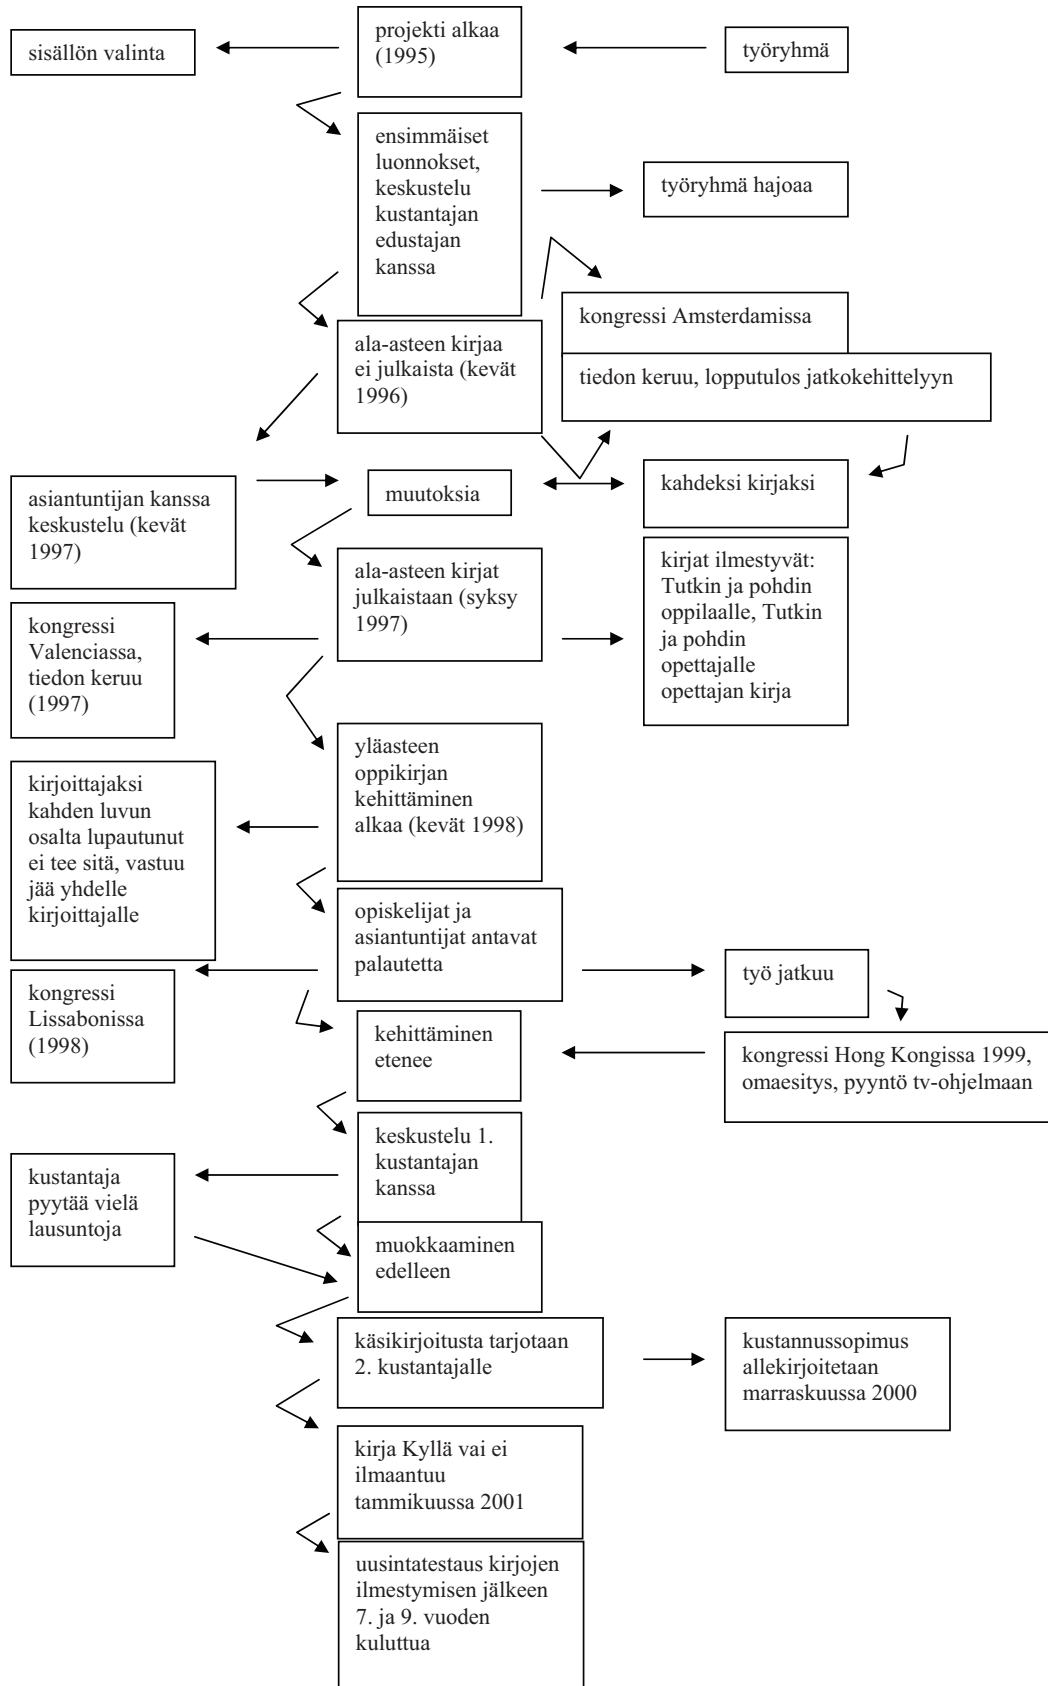 projekti alkaa
(1995)
sisällön valinta
työryhmä
ensimmäiset
luonnokset,
keskustelu
kustantajan
edustajan
kanssa
työryhmä hajoaa
kongressi Amsterdamissa
ala-asteen kirjaa
ei julkaista (kevät
1996)
tiedon keruu, lopputulos jatkokehittelyyn
asiantuntijan kanssa
keskustelu (kevät
1997)
muutoksia
kahdeksi kirjaksi
ala-asteen kirjat
julkaistaan (syksy
1997)
kirjat ilmestyvät:
Tutkin ja pohdin
oppilaalle, Tutkin
ja pohdin
opettajalle
opettajan kirja
kongressi
Valenciassa,
tiedon keruu
(1997)
yläasteen
oppikirjan
kehittäminen
alkaa (kevät 1998)
kirjoittajaksi
kahden luvun
osalta lupautunut
ei tee sitä, vastuu
jää yhdelle
kirjoittajalle
opiskelijat ja
asiantuntijat antavat
palautetta
työ jatkuu
kongressi
Lissabonissa
(1998)
kehittäminen
etenee
kongressi Hong Kongissa 1999,
omaesitys, pyyntö tv-ohjelmaan
keskustelu 1.
kustantajan
kanssa
kustantaja
pyytää vielä
lausuntoja
muokkaaminen
edelleen
käsikirjoitusta tarjotaan
2. kustantajalle
kustannussopimus
allekirjoitetaan
marraskuussa 2000
kirja Kyllä vai ei
ilmaantuu
tammikuussa 2001
uusintatestaus kirjojen
ilmestymisen jälkeen
7. ja 9. vuoden
kuluttua